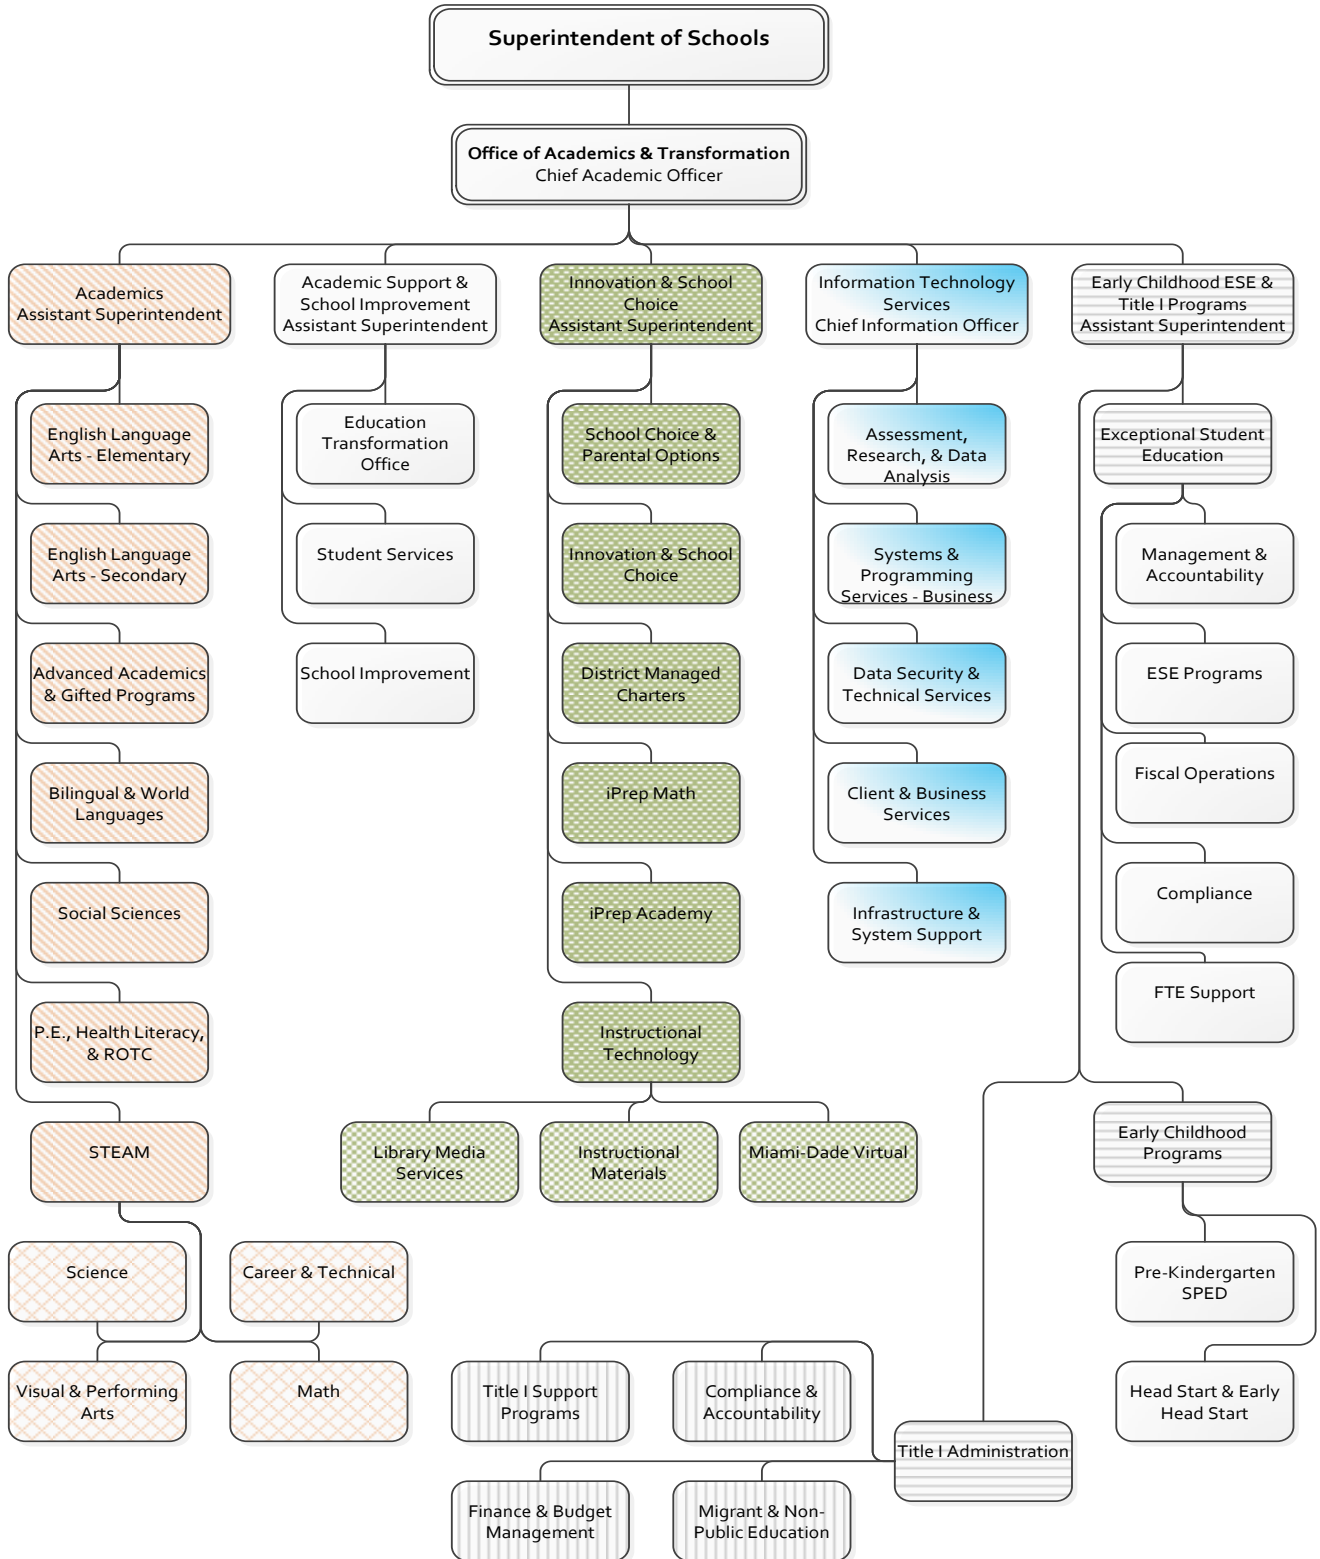 Superintendent of Schools
Office of Academics & Transformation
Chief Academic Officer
Academics
Assistant Superintendent
Academic Support &
School Improvement
Assistant Superintendent
Innovation & School
Choice
Assistant Superintendent
Information Technology
Services
Chief Information Officer
Early Childhood ESE &
Title I Programs
Assistant Superintendent
English Language
Arts - Elementary
English Language
Arts - Secondary
Advanced Academics
& Gifted Programs
Bilingual & World
Languages
Social Sciences
P.E., Health Literacy,
& ROTC
STEAM
Science
Career & Technical
Visual & Performing
Arts
Math
Education
Transformation
Office
Student Services
School Improvement
School Choice &
Parental Options
Innovation & School
Choice
District Managed
Charters
iPrep Math
iPrep Academy
Instructional
Technology
Library Media
Services
Instructional
Materials
Miami-Dade Virtual
Assessment,
Research, & Data
Analysis
Systems &
Programming
Services - Business
Data Security &
Technical Services
Client & Business
Services
Infrastructure &
System Support
Exceptional Student
Education
Management &
Accountability
ESE Programs
Fiscal Operations
Compliance
FTE Support
Early Childhood
Programs
Pre-Kindergarten
SPED
Head Start & Early
Head Start
Title I Administration
Title I Support
Programs
Compliance &
Accountability
Finance & Budget
Management
Migrant & Non-
Public Education